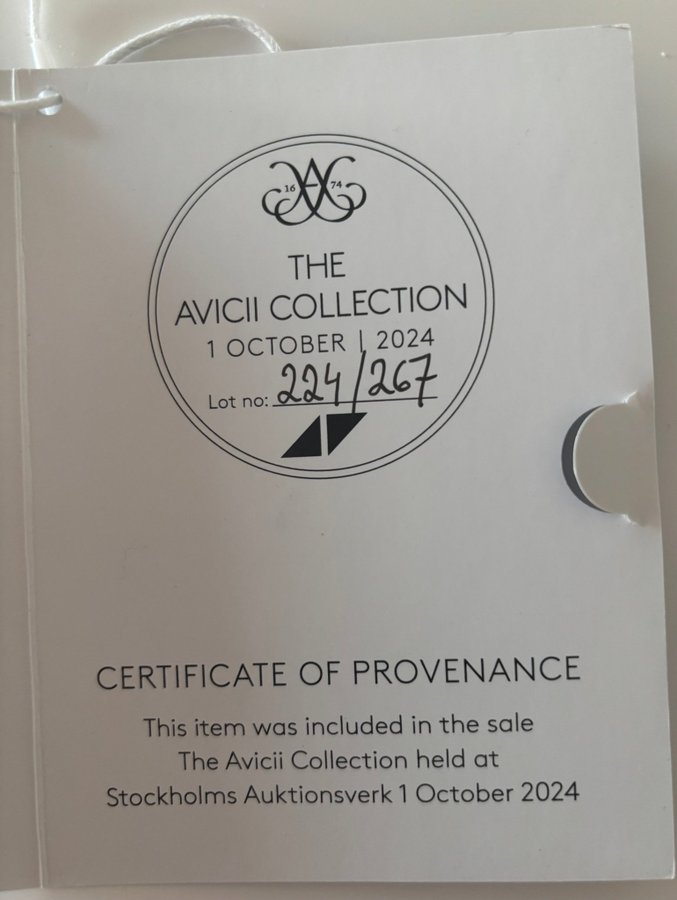 16 74
THE
AVICII COLLECTION
1 OCTOBER | 2024
Lot no: 224/267
CERTIFICATE OF PROVENANCE
This item was included in the sale
The Avicii Collection held at
Stockholms Auktionsverk 1 October 2024